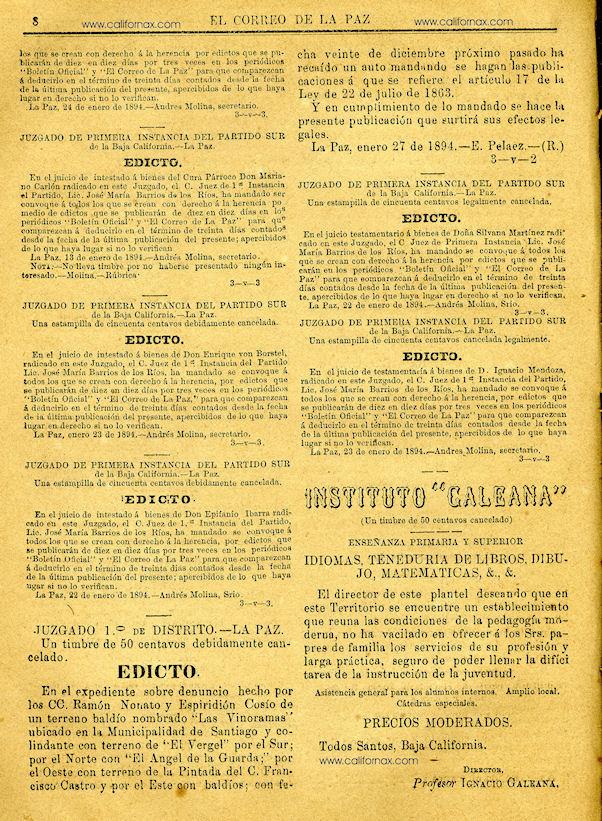 8
EL CORREO DE LA PAZ
www.californax.com
www.californax.com
los que se crean con derecho á la herencia por edictos que se pu-
blicarán de diez en diez dias por tres veces en los periódicos
"Boletín Oficial" y "El Correo de La Paz" para que comparezcan
á deducirlo en el término de treinta días contados desde la fecha de
la última publicación del presente, apercibidos de lo que haya
lugar en derecho si no lo verifican.
La Paz, 24 de enero de 1894.—Andres Molina, secretario.
3—v—3.
JUZGADO DE PRIMERA INSTANCIA DEL PARTIDO SUR
de la Baja California.—La Paz.
EDICTO.
En el juicio de intestado á bienes del Cura Párroco Don Maria-
no Carlón radicado en este Juzgado, el C. Juez de 1ª Instancia
el Partido, Lic. José María Barrios de los Ríos, ha mandado ser
convoque á todos los que se crean con derecho á la herencia po
medio de edictos que se publicarán de diez en diez días en los
periódicos "Boletín Oficial" y "El Correo de La Paz" para que
comparezcan á deducirlo en el término de treinta días contados
desde la fecha de la última publicación del presente; apercibidos
de lo que haya lugar si no lo verifican
La Paz, 13 de enero de 1894.—Andrés Molina, secretario.
NOTA:—No lleva timbre por no haberse presentado ningún in-
teresado.—Molina,—Rúbrica·
3—v—3
JUZGADO DE PRIMERA INSTANCIA DEL PARTIDO SUR
de la Baja California.—La Paz.
Una estampilla de cincuenta centavos debidamente cancelada.
EDICTO.
En el juicio de intestado á bienes de Don Enrique von Borstel,
radicado en este Juzgado, el C. Juez de 1ª Instancia del Partido
Lic. José María Barrios de los Ríos, ha mandado se convoque á
todos los que se crean con derecho á la herencia, por edictos que
se publicarán de diez en diez días por tres veces en los periódicos
"Boletín Oficial" y "El Correo de La Paz," para que comparezcan
á deducirlo en el término de treinta días contados desde la fecha
de la última publicación del presente, apercibidos de lo que haya
lugar en derecho si no lo verifican.
La Paz, enero 23 de 1894.—Andrés Molina, secretario.
3—v—3.
JUZGADO DE PRIMERA INSTANCIA DEL PARTIDO SUR
de la Baja California.—La Paz.
Una estampilla de cincuenta centavos debidamente cancelada.
EDICTO.
En el juicio de intestado á bienes de Don Epifanio Ibarra radi-
cado en este Juzgado, el C. Juez de 1.ª Instancia del Partido,
Lic. José María Barrios de los Ríos, ha mandado se convoque á
todos los que se crean con derecho á la herencia, por edictos que
se publicarán de diez en diez días por tres veces en los periódicos
"Boletín Oficial" y "El Correo de La Paz" para que comparezcan
á deducirlo en el término de treinta días contados desde la fecha
de la última publicación del presente; apercibidos de lo que haya
lugar si no lo verifican.
La Paz, 22 de enero de 1894.—Andrés Molina, Srio.
3—v—3.
JUZGADO 1.º DE DISTRITO.—LA PAZ.
Un timbre de 50 centavos debidamente can-
celado.
EDICTO.
En el expediente sobre denuncio hecho por
los CC. Ramón Nonato y Espiridión Cosío de
un terreno baldío nombrado "Las Vinoramas"
ubicado en la Municipalidad de Santiago y co-
lindante con terreno de "El Vergel" por el Sur;
por el Norte con "El Angel de la Guarda;" por
el Oeste con terreno de la Pintada del C. Fran-
cisco Castro y por el Este con baldíos; con fe-
cha veinte de diciembre próximo pasado ha
recaído un auto mandando se hagan las publi-
caciones á que se refiere el artículo 17 de la
Ley de 22 de julio de 1863.
Y en cumplimiento de lo mandado se hace la
presente publicación que surtirá sus efectos le-
gales.
La Paz, enero 27 de 1894.—E. Pelaez.—(R.)
3—v—2
JUZGADO DE PRIMERA INSTANCIA DEL PARTIDO SUR
de la Baja California.—La Paz.
Una estampilla de cincuenta centavos legalmente cancelada.
EDICTO.
En el juicio testamentário á bienes de Doña Silvana Martínez radi
cado en este Juzgado, el C Juez de Primera Instancia Lic. José
María Barrios de los Ríos, ha mandado se convoque á todos los
que se crean con derecho á la herencia por edictos que se publi-
carán en los periódicos "Boletín Oficial" y "El Correo de La
Paz" para que comparezcan á deducirlo en el término de treinta
días contados desde la fecha de la última publicación del presen-
te, apercibidos de lo que haya lugar en derecho si no lo verifican.
La Paz, 22 de enero de 1894.—Andrés Molina, Srio.
3—v—3.
JUZGADO DE PRIMERA INSTANCIA DEL PARTIDO SUR
de la Baja California.—La Paz.
Una estampilla de cincuenta centavos cancelada legalmente.
EDICTO.
En el juicio de testamentaría á bienes de D. Ignacio Mendoza,
radicado en este Juzgado, el C. Juez de 1.ª Instancia del Partido,
Lic, José María Barrios de los Ríos, ha mandado se convoque á
todos los que se crean con derecho á la herencia, por edictos que
se publicarán de diez en diez días por tres veces en los periódicos
"Boletín Oficial" y "El Correo de La Paz" para que comparezcan
á deducirlo en el término de treinta días contados desde la fecha
de la última publicación del presente, apercibidos de lo que haya
lugar en derecho si no lo verifican.
La Paz, 23 de enero de 1894.—Andres Molina, Secretario.
3—v—3
INSTITUTO "GALEANA"
(Un timbre de 50 centavos cancelado)
ENSEÑANZA PRIMARIA Y SUPERIOR
IDIOMAS, TENEDURIA DE LIBROS, DIBU-
JO, MATEMATICAS, &., &.
El director de este plantel deseando que en
este Territorio se encuentre un establecimiento
que reuna las condiciones de la pedagogía mó-
derna, no ha vacilado en ofrecer á los Srs. pa-
pres de familia los servicios de su profesión y
larga práctica, seguro de poder llenar la difíci
tarea de la instrucción de la juventud.
Asistencia general para los alumnos internos. Amplio local.
Cátedras especiales.
PRECIOS MODERADOS.
Todos Santos, Baja California.
www.californax.com
DIRECTOR,
Profesor IGNACIO GALEANA,